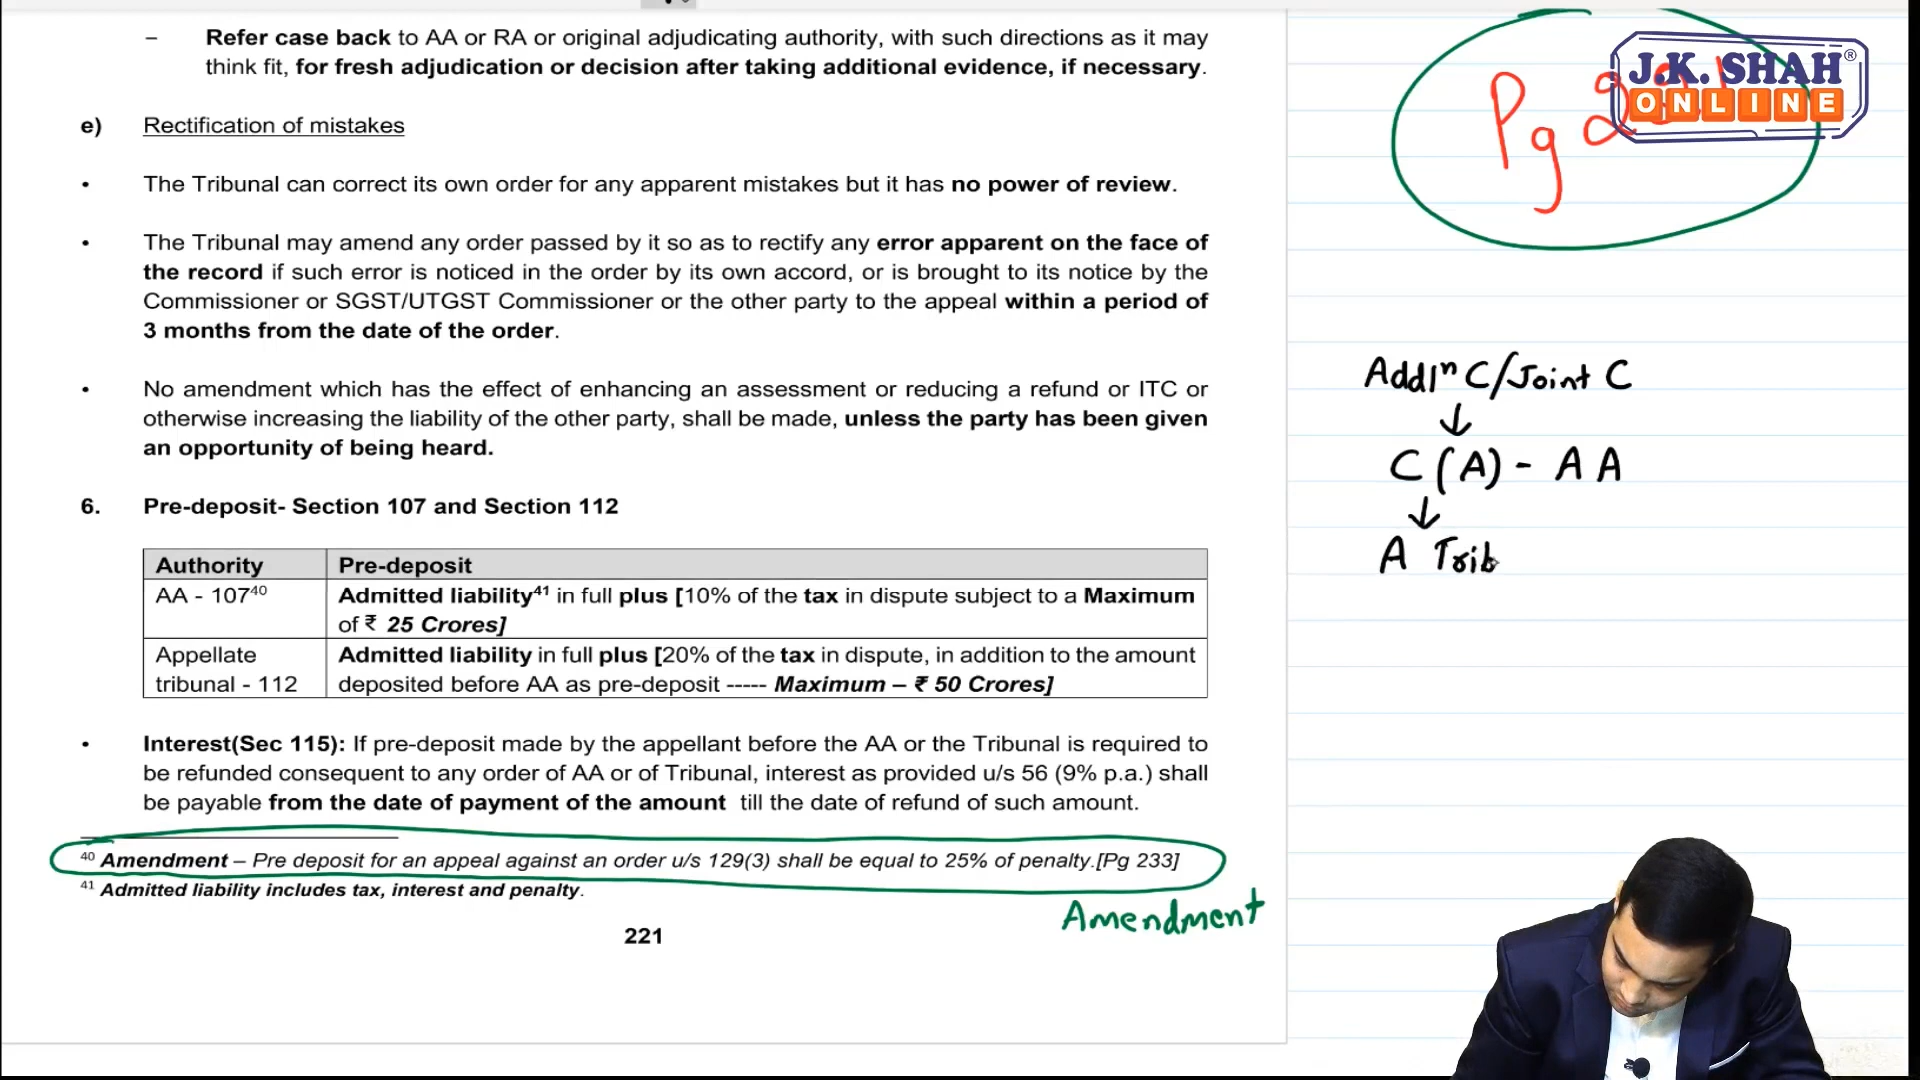 – Refer case back to AA or RA or original adjudicating authority, with such directions as it may
think fit, for fresh adjudication or decision after taking additional evidence, if necessary.
e) Rectification of mistakes
• The Tribunal can correct its own order for any apparent mistakes but it has no power of review.
• The Tribunal may amend any order passed by it so as to rectify any error apparent on the face of
the record if such error is noticed in the order by its own accord, or is brought to its notice by the
Commissioner or SGST/UTGST Commissioner or the other party to the appeal within a period of
3 months from the date of the order.
• No amendment which has the effect of enhancing an assessment or reducing a refund or ITC or
otherwise increasing the liability of the other party, shall be made, unless the party has been given
an opportunity of being heard.
6. Pre-deposit- Section 107 and Section 112
Authority Pre-deposit
AA - 107⁴⁰ Admitted liability⁴¹ in full plus [10% of the tax in dispute subject to a Maximum
of ₹ 25 Crores]
Appellate Admitted liability in full plus [20% of the tax in dispute, in addition to the amount
tribunal - 112 deposited before AA as pre-deposit ----- Maximum – ₹ 50 Crores]
• Interest(Sec 115): If pre-deposit made by the appellant before the AA or the Tribunal is required to
be refunded consequent to any order of AA or of Tribunal, interest as provided u/s 56 (9% p.a.) shall
be payable from the date of payment of the amount till the date of refund of such amount.
⁴⁰ Amendment – Pre deposit for an appeal against an order u/s 129(3) shall be equal to 25% of penalty.[Pg 233]
⁴¹ Admitted liability includes tax, interest and penalty.
Amendment
221
Pg
J.K. SHAH®
ONLINE
Addlⁿ C/Joint C
↓
C (A) - A A
↓
A Trib